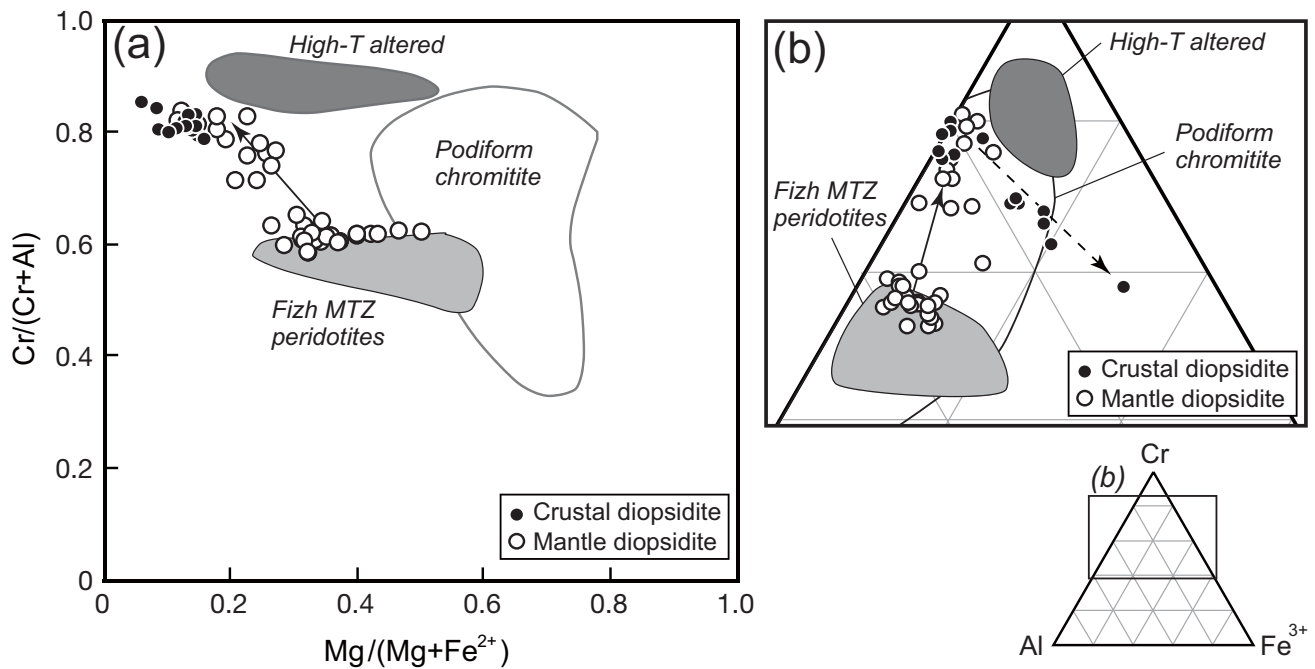 (a)
High-T altered
Podiform
chromitite
Fizh MTZ
peridotites
Crustal diopsidite
Mantle diopsidite
1.0
0.8
0.6
0.4
0.2
0
0
0.2
0.4
0.6
0.8
1.0
Cr/(Cr+Al)
Mg/(Mg+Fe²⁺)
(b)
High-T altered
Podiform
chromitite
Fizh MTZ
peridotites
Crustal diopsidite
Mantle diopsidite
Cr
(b)
Al
Fe³⁺